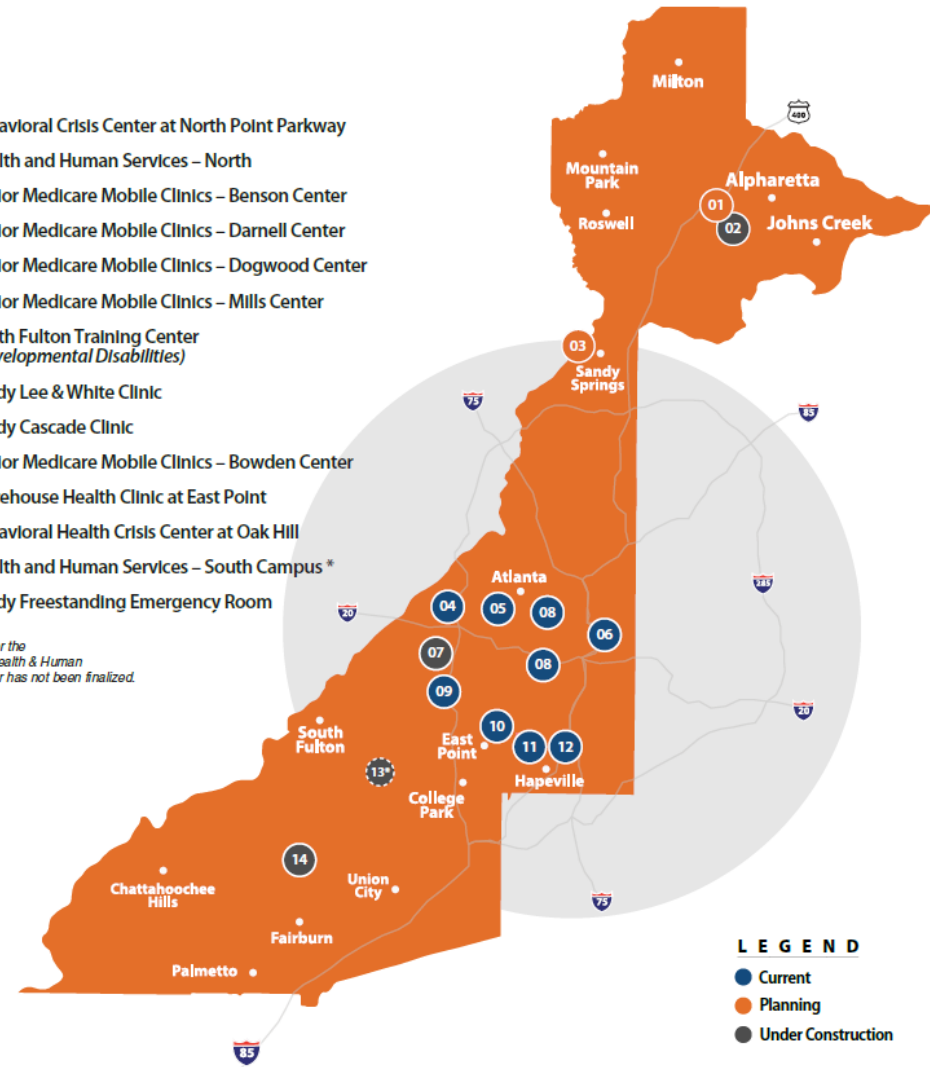 avioral Crisis Center at North Point Parkway
lth and Human Services – North
ior Medicare Mobile Clinics – Benson Center
ior Medicare Mobile Clinics – Darnell Center
ior Medicare Mobile Clinics – Dogwood Center
ior Medicare Mobile Clinics – Mills Center
th Fulton Training Center
velopmental Disabilities)
dy Lee & White Clinic
dy Cascade Clinic
ior Medicare Mobile Clinics – Bowden Center
rehouse Health Clinic at East Point
avioral Health Crisis Center at Oak Hill
lth and Human Services – South Campus *
dy Freestanding Emergency Room
r the
ealth & Human
r has not been finalized.
Milton
400
Mountain
Park
Alpharetta
01
Roswell
02
Johns Creek
03
Sandy
Springs
75
85
Atlanta
285
20
04
05
08
06
07
08
09
20
South
Fulton
10
East
Point
11
12
13*
Hapeville
College
Park
14
Union
City
Chattahoochee
Hills
75
Fairburn
Palmetto
85
LEGEND
Current
Planning
Under Construction